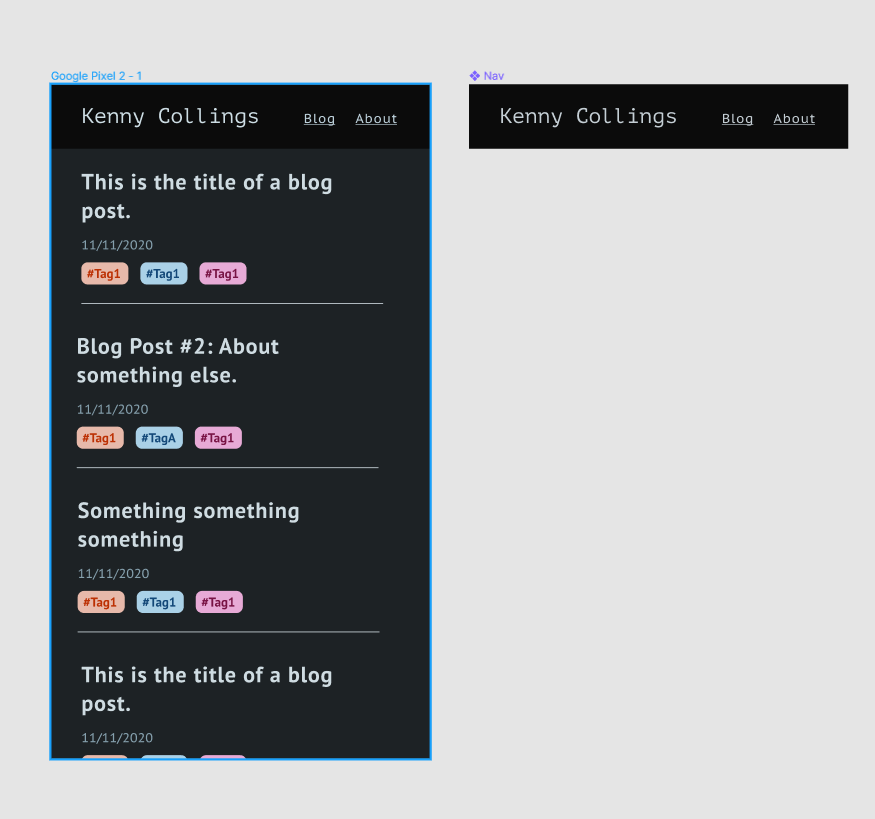 Google Pixel 2 - 1
Nav
Kenny Collings
Blog
About
Kenny Collings
Blog
About
This is the title of a blog
post.
11/11/2020
#Tag1
#Tag1
#Tag1
Blog Post #2: About
something else.
11/11/2020
#Tag1
#TagA
#Tag1
Something something
something
11/11/2020
#Tag1
#Tag1
#Tag1
This is the title of a blog
post.
11/11/2020